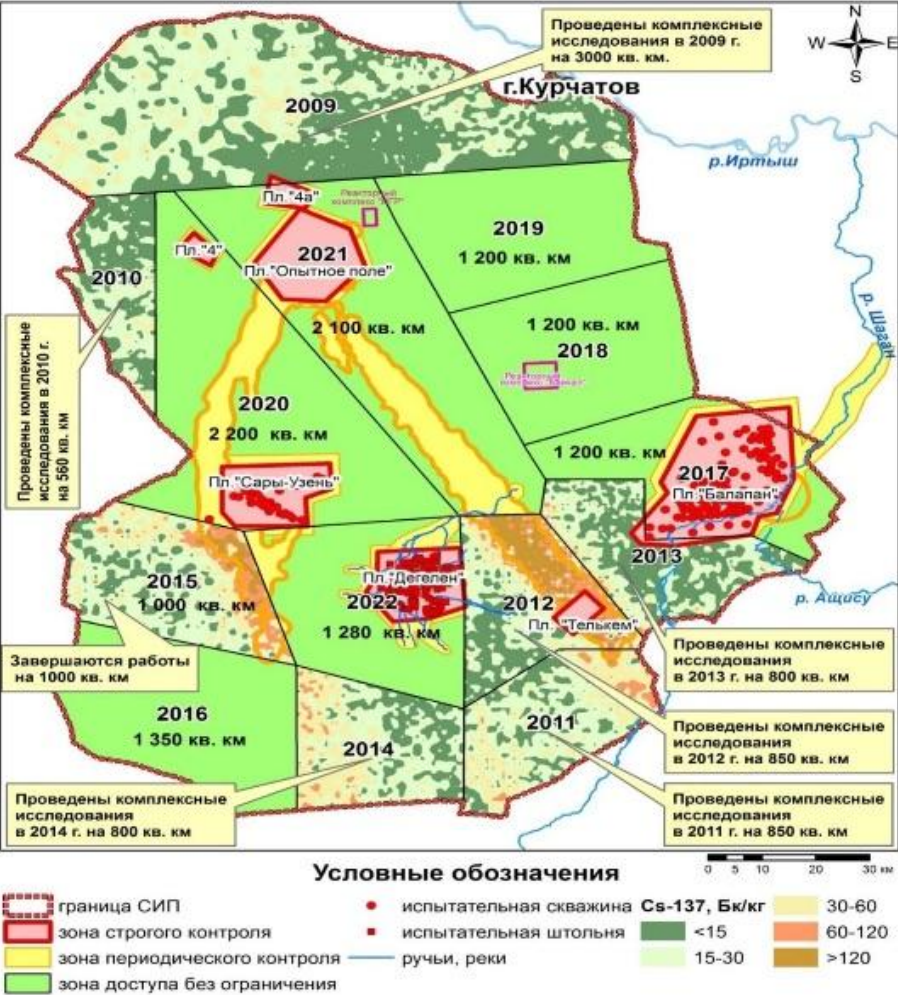 Проведены комплексные
исследования в 2009 г.
на 3000 кв. км.
N
W
E
S
г.Курчатов
2009
р.Иртыш
Пл."4а"
Реакторный
Пл."4"
2021
Пл."Опытное поле"
2019
1 200 кв. км
2010
2 100 кв. км
1 200 кв. км
2018
р. Шаган
Проведены комплексные
исследования в 2010 г.
на 560 кв. км
2020
2 200 кв. км
1 200 кв. км
2017
Пл."Балапан"
Пл."Сары-Узень"
2013
2015
1 000 кв. км
Пл."Дегелен"
2022
1 280 кв. км
2012
Пл. "Телькем"
р. Ащису
Завершаются работы
на 1000 кв. км
Проведены комплексные
исследования
в 2013 г. на 800 кв. км
2016
1 350 кв. км
2014
2011
Проведены комплексные
исследования
в 2012 г. на 850 кв. км
Проведены комплексные
исследования
в 2014 г. на 800 кв. км
Проведены комплексные
исследования
в 2011 г. на 850 кв. км
Условные обозначения
0 5 10 20 30 км
граница СИП
зона строгого контроля
зона периодического контроля
зона доступа без ограничения
испытательная скважина
испытательная штольня
ручьи, реки
Cs-137, Бк/кг
<15
15-30
30-60
60-120
>120